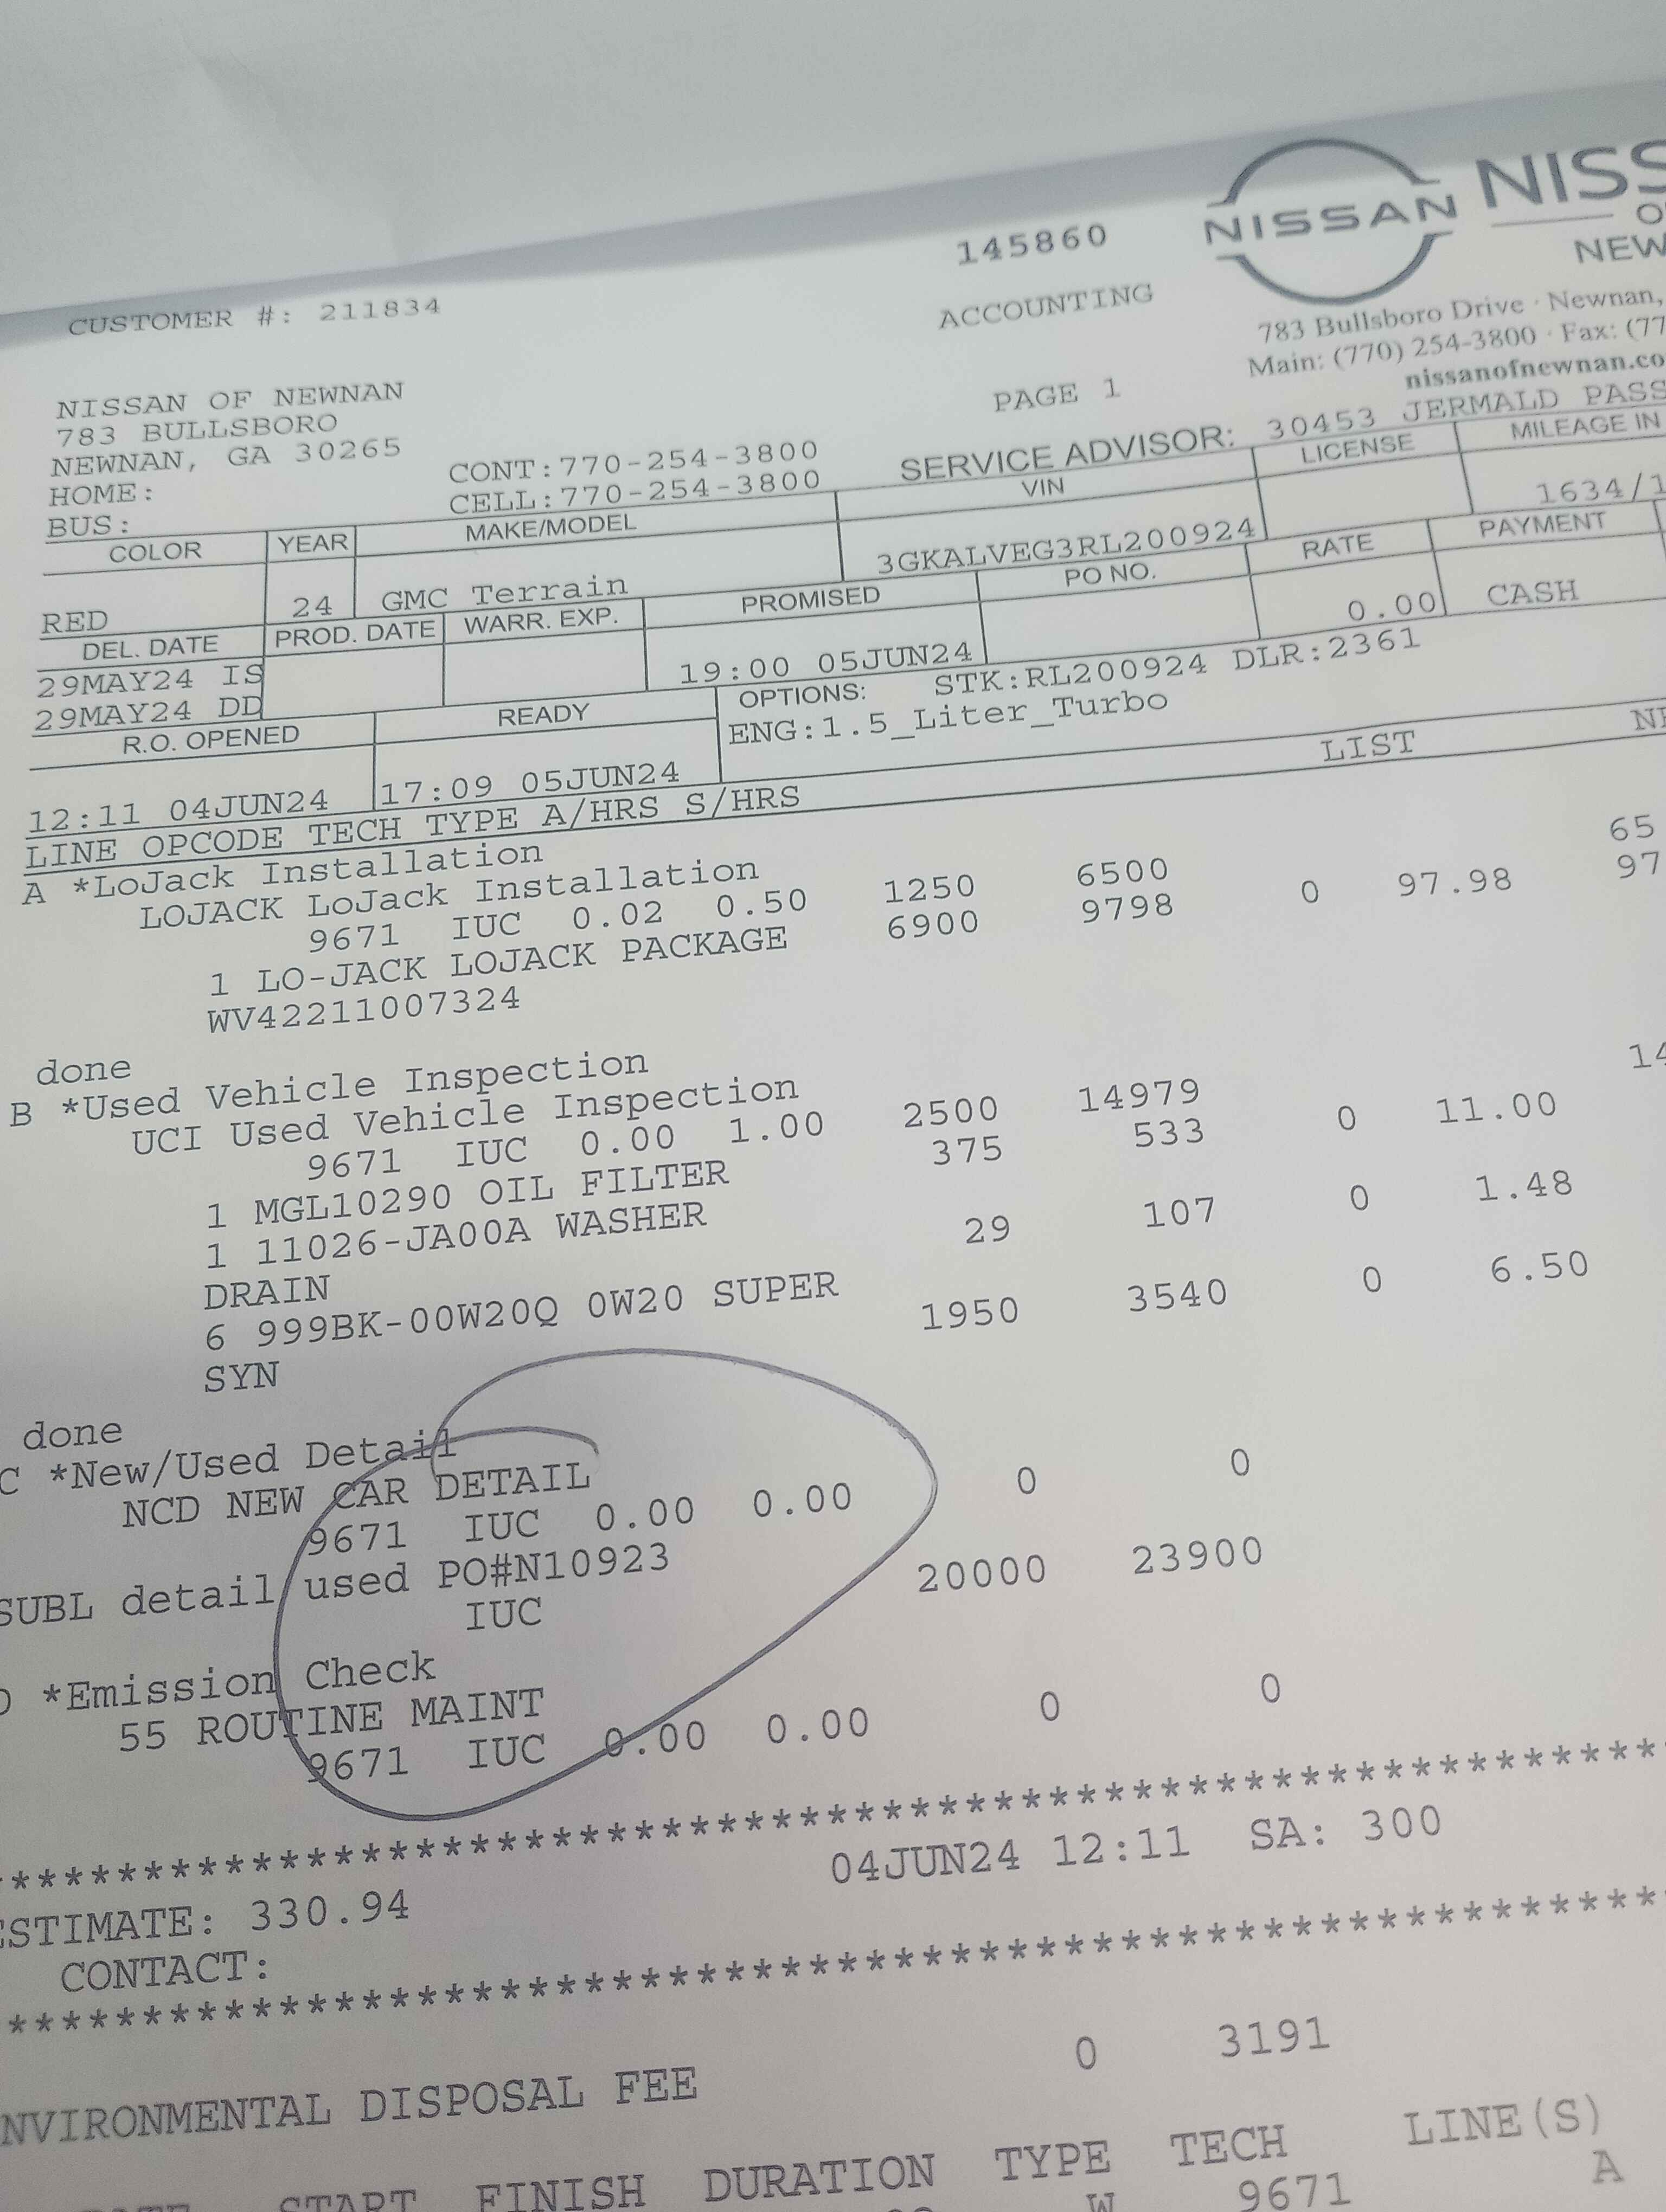 145860
NISSAN
CUSTOMER #: 211834
ACCOUNTING
783 Bullsboro Drive · Newnan,
Main: (770) 254-3800 · Fax: (77
nissanofnewnan.co
NISSAN OF NEWNAN
783 BULLSBORO
NEWNAN, GA 30265
PAGE 1
HOME: CONT:770-254-3800
BUS: CELL:770-254-3800
SERVICE ADVISOR: 30453 JERMALD PASS
COLOR YEAR MAKE/MODEL VIN LICENSE MILEAGE IN
RED 24 GMC Terrain 3GKALVEG3RL200924 1634/1
DEL. DATE PROD. DATE WARR. EXP. PROMISED PO NO. RATE PAYMENT
29MAY24 IS
29MAY24 DD 19:00 05JUN24 0.00 CASH
R.O. OPENED READY OPTIONS: STK:RL200924 DLR:2361
ENG:1.5_Liter_Turbo
12:11 04JUN24 17:09 05JUN24
LINE OPCODE TECH TYPE A/HRS S/HRS LIST
A *LoJack Installation
LOJACK LoJack Installation
9671 IUC 0.02 0.50 1250 6500 65
1 LO-JACK LOJACK PACKAGE 6900 9798 0 97.98 97
WV42211007324
done
B *Used Vehicle Inspection
UCI Used Vehicle Inspection
9671 IUC 0.00 1.00 2500 14979 14
1 MGL10290 OIL FILTER 375 533 0 11.00
1 11026-JA00A WASHER 29 107 0 1.48
DRAIN
6 999BK-00W20Q 0W20 SUPER 1950 3540 0 6.50
SYN
done
C *New/Used Detail
NCD NEW CAR DETAIL
9671 IUC 0.00 0.00 0 0
SUBL detail used PO#N10923
IUC 20000 23900
*Emission Check
55 ROUTINE MAINT
9671 IUC 0.00 0.00 0 0
****************************************
ESTIMATE: 330.94 04JUN24 12:11 SA: 300
CONTACT:
****************************************
NVIRONMENTAL DISPOSAL FEE 0 3191
START FINISH DURATION TYPE TECH LINE(S)
W 9671 A